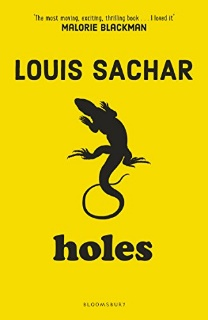 'The most moving, exciting, thrilling book . . . I loved it'
MALORIE BLACKMAN
LOUIS SACHAR
holes
BLOOMSBURY